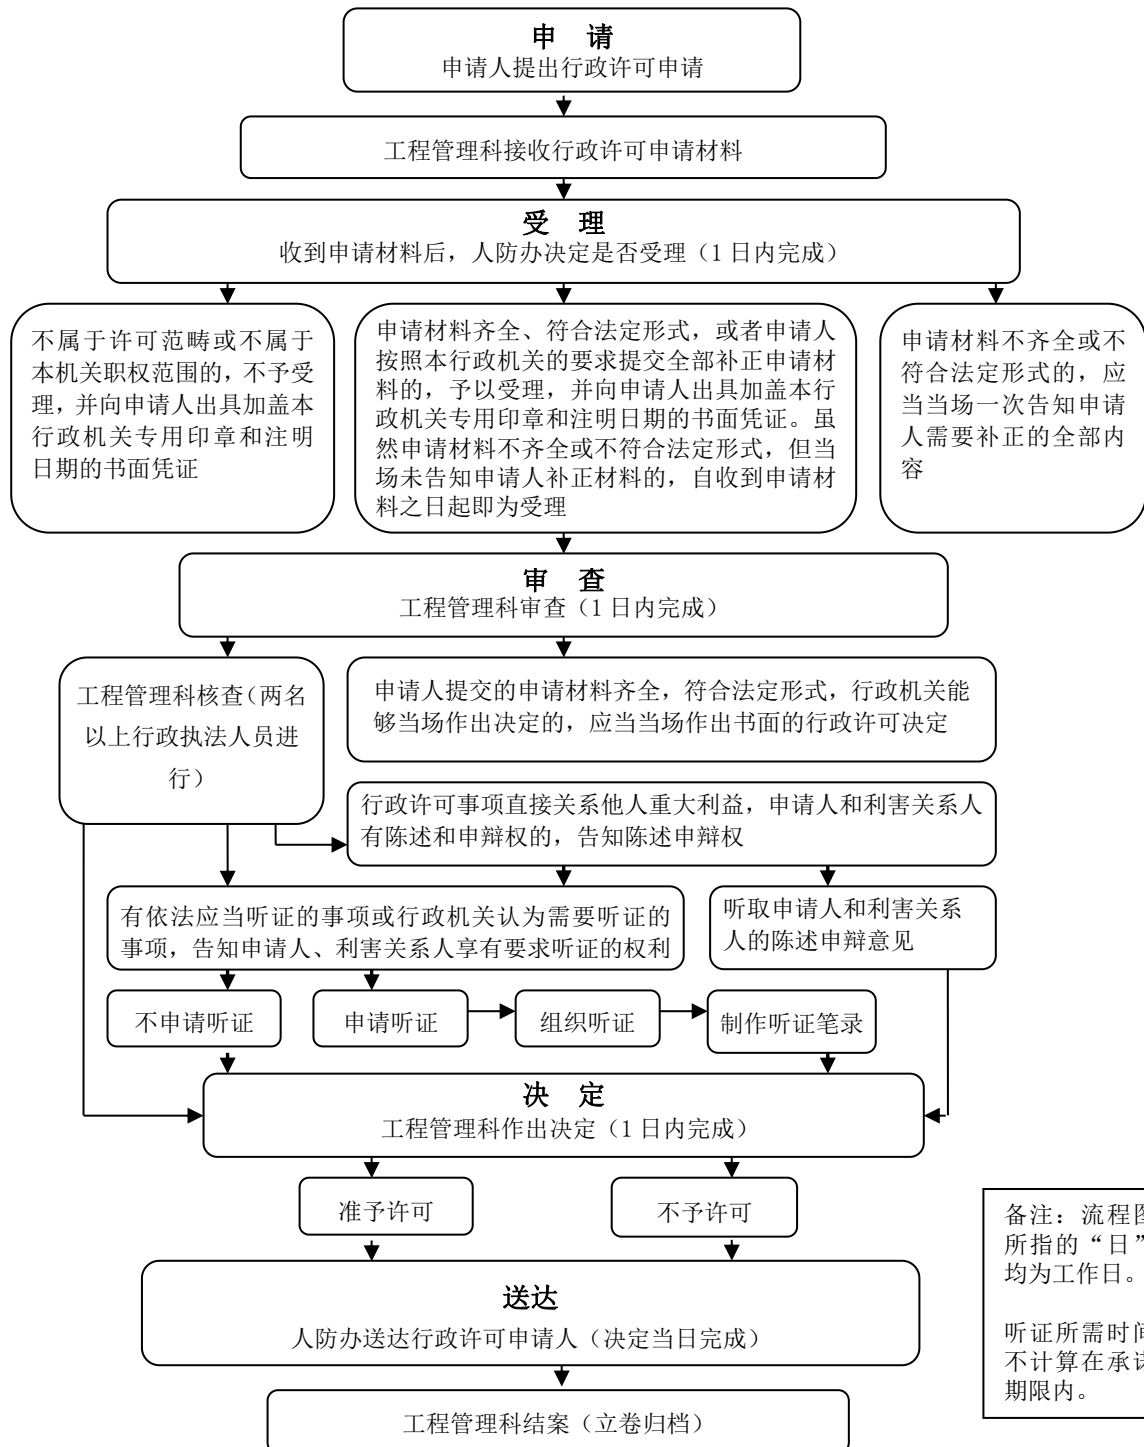 申 请
申请人提出行政许可申请
工程管理科接收行政许可申请材料
受 理
收到申请材料后，人防办决定是否受理（1 日内完成）
不属于许可范畴或不属于
本机关职权范围的，不予受
理，并向申请人出具加盖本
行政机关专用印章和注明
日期的书面凭证
申请材料齐全、符合法定形式，或者申请人
按照本行政机关的要求提交全部补正申请材
料的，予以受理，并向申请人出具加盖本行
政机关专用印章和注明日期的书面凭证。虽
然申请材料不齐全或不符合法定形式，但当
场未告知申请人补正材料的，自收到申请材
料之日起即为受理
申请材料不齐全或不
符合法定形式的，应
当当场一次告知申请
人需要补正的全部内
容
审 查
工程管理科审查（1 日内完成）
工程管理科核查（两名
以上行政执法人员进
行）
申请人提交的申请材料齐全，符合法定形式，行政机关能
够当场作出决定的，应当当场作出书面的行政许可决定
行政许可事项直接关系他人重大利益，申请人和利害关系人
有陈述和申辩权的，告知陈述申辩权
有依法应当听证的事项或行政机关认为需要听证的
事项，告知申请人、利害关系人享有要求听证的权利
听取申请人和利害关系
人的陈述申辩意见
不申请听证
申请听证
组织听证
制作听证笔录
决 定
工程管理科作出决定（1 日内完成）
准予许可
不予许可
送达
人防办送达行政许可申请人（决定当日完成）
工程管理科结案（立卷归档）
备注：流程图
所指的“日”
均为工作日。
听证所需时间
不计算在承诺
期限内。